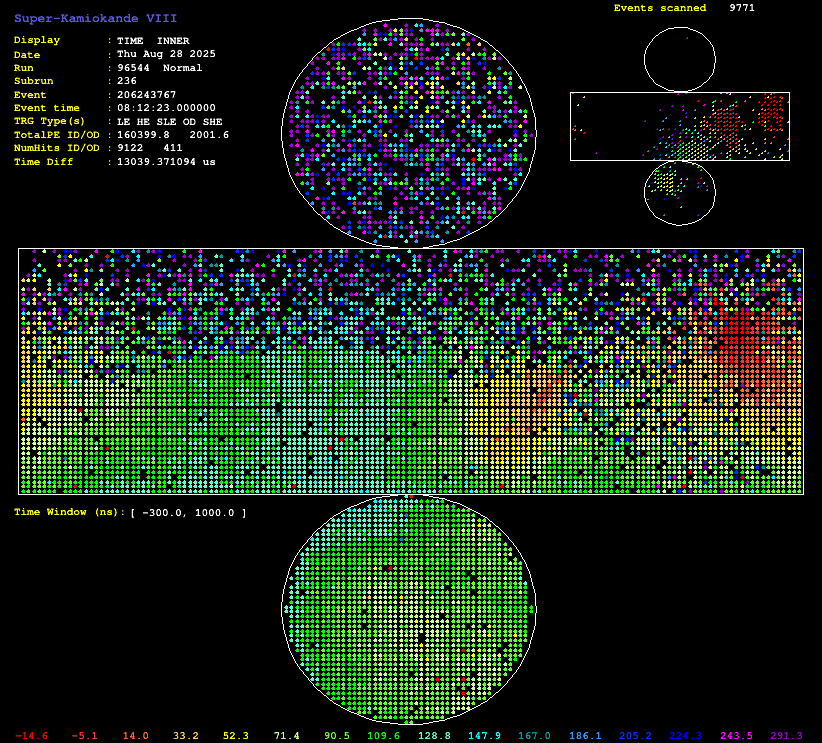 Super-Kamiokande VIII
Events scanned 9771
Display : TIME INNER
Date : Thu Aug 28 2025
Run : 96544 Normal
Subrun : 236
Event : 206243767
Event time : 08:12:23.000000
TRG Type(s) : LE HE SLE OD SHE
TotalPE ID/OD : 160399.8 2001.6
NumHits ID/OD : 9122 411
Time Diff : 13039.371094 us
Time Window (ns): [ -300.0, 1000.0 ]
-14.6 -5.1 14.0 33.2 52.3 71.4 90.5 109.6 128.8 147.9 167.0 186.1 205.2 224.3 243.5 291.3